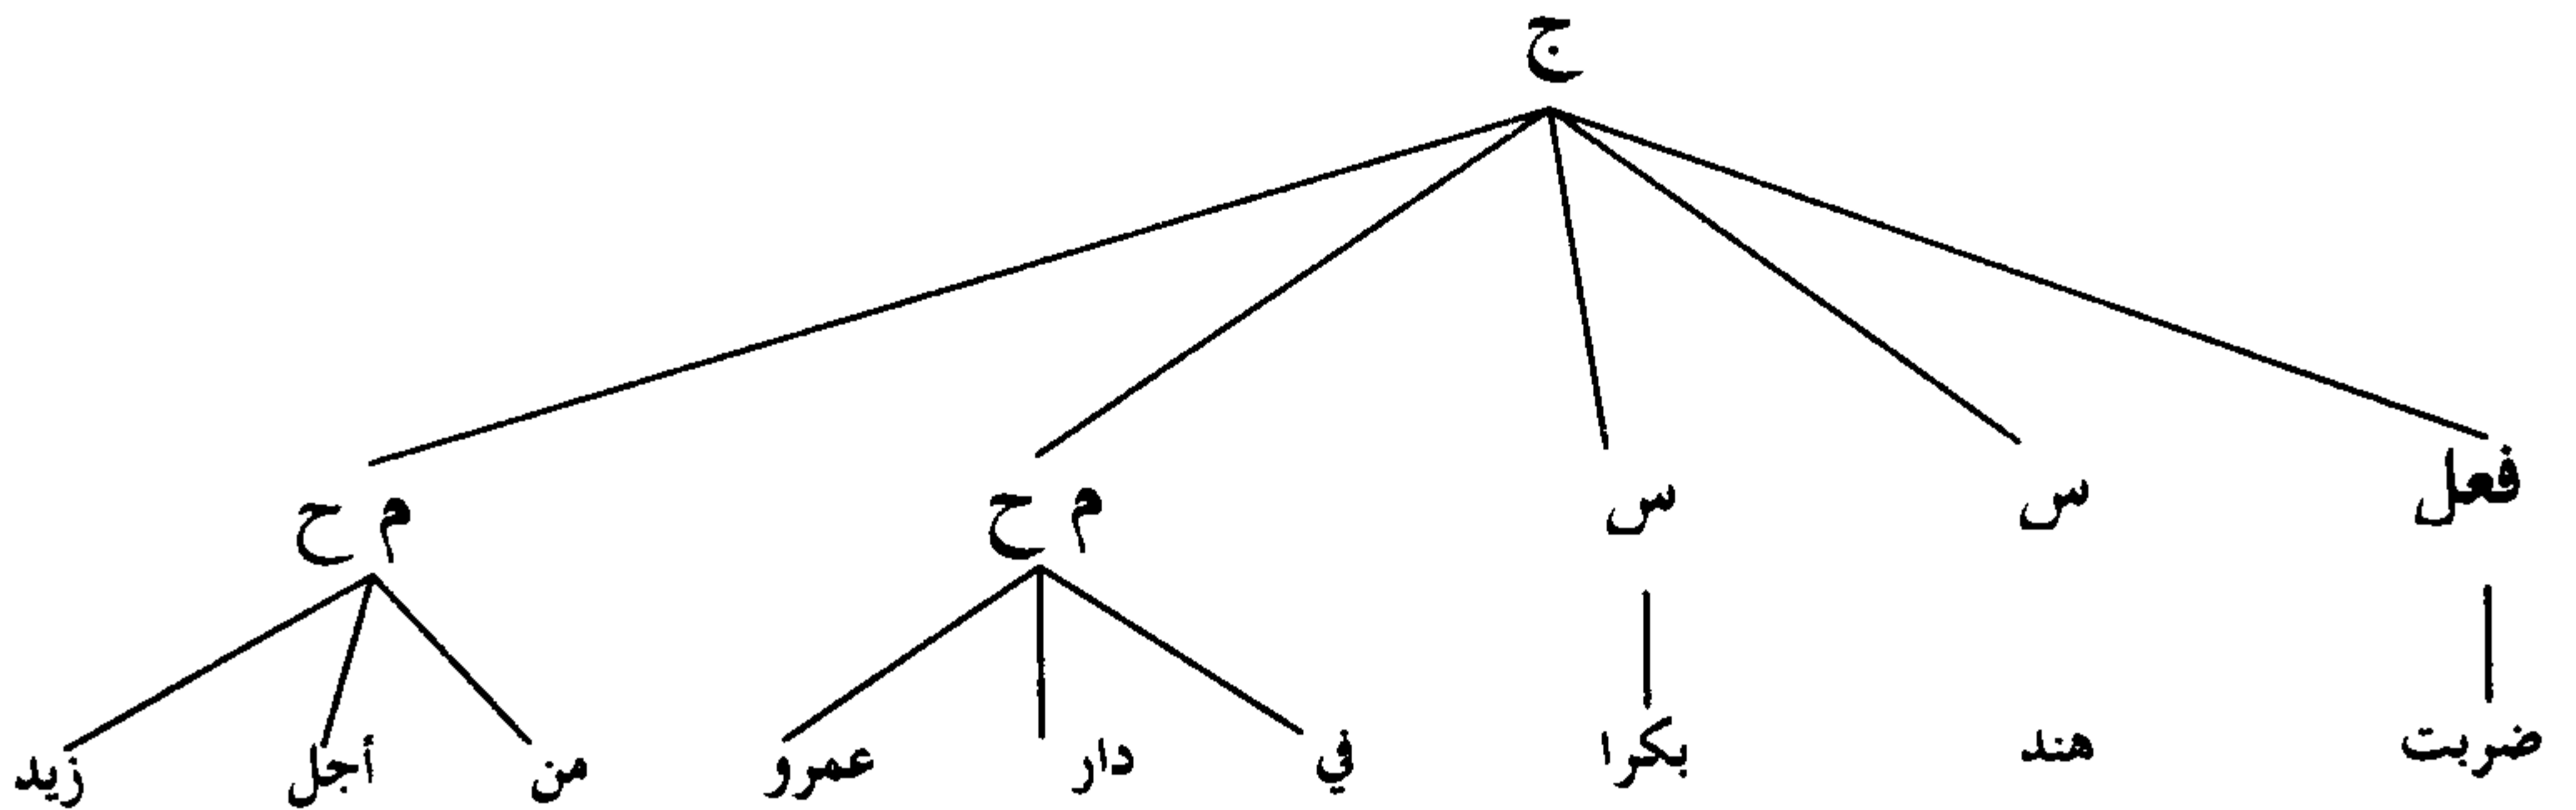 ج
فعل س س م ح م ح
ضربت هند بكرا في دار عمرو من أجل زيد